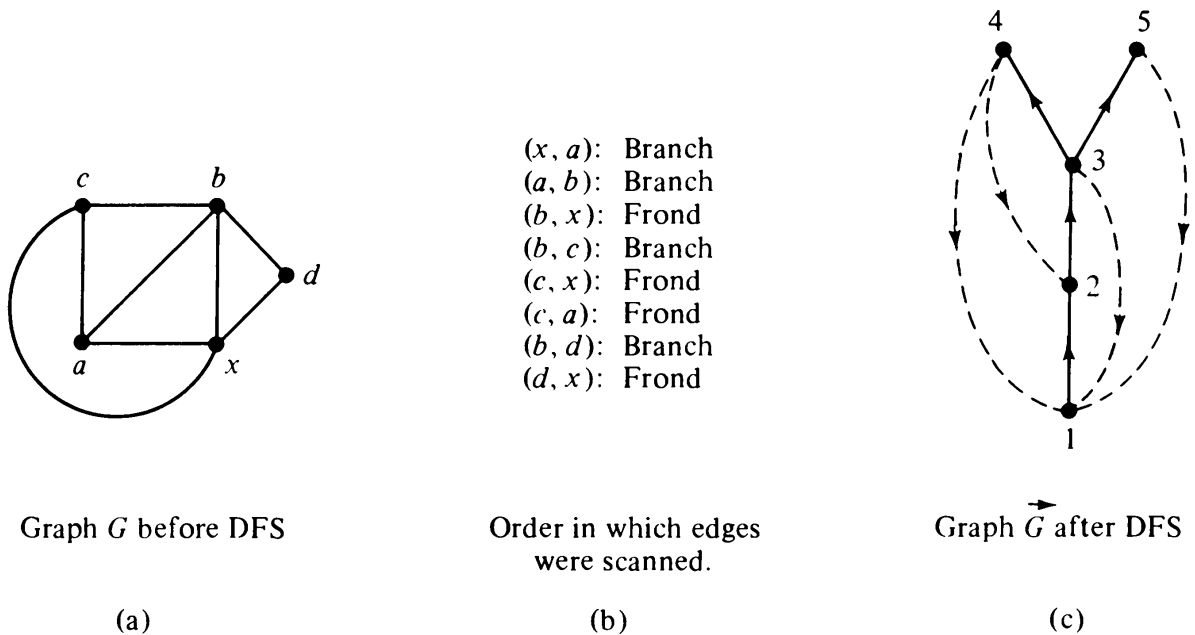 c
b
d
a
x
Graph G before DFS
(a)
(x, a): Branch
(a, b): Branch
(b, x): Frond
(b, c): Branch
(c, x): Frond
(c, a): Frond
(b, d): Branch
(d, x): Frond
Order in which edges
were scanned.
(b)
4
5
3
2
1
Graph G⃗ after DFS
(c)